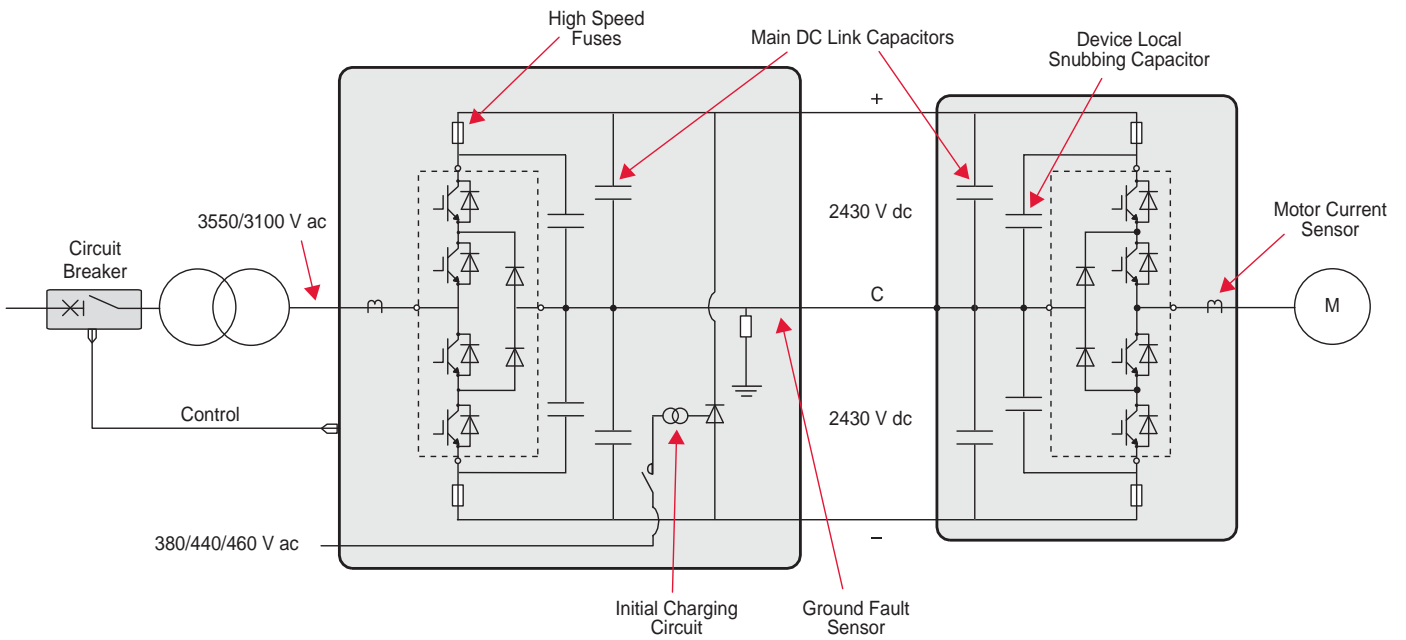 High Speed
Fuses
Main DC Link Capacitors
Device Local
Snubbing Capacitor
+
3550/3100 V ac
2430 V dc
Motor Current
Sensor
Circuit
Breaker
C
M
Control
2430 V dc
380/440/460 V ac
–
Initial Charging
Circuit
Ground Fault
Sensor